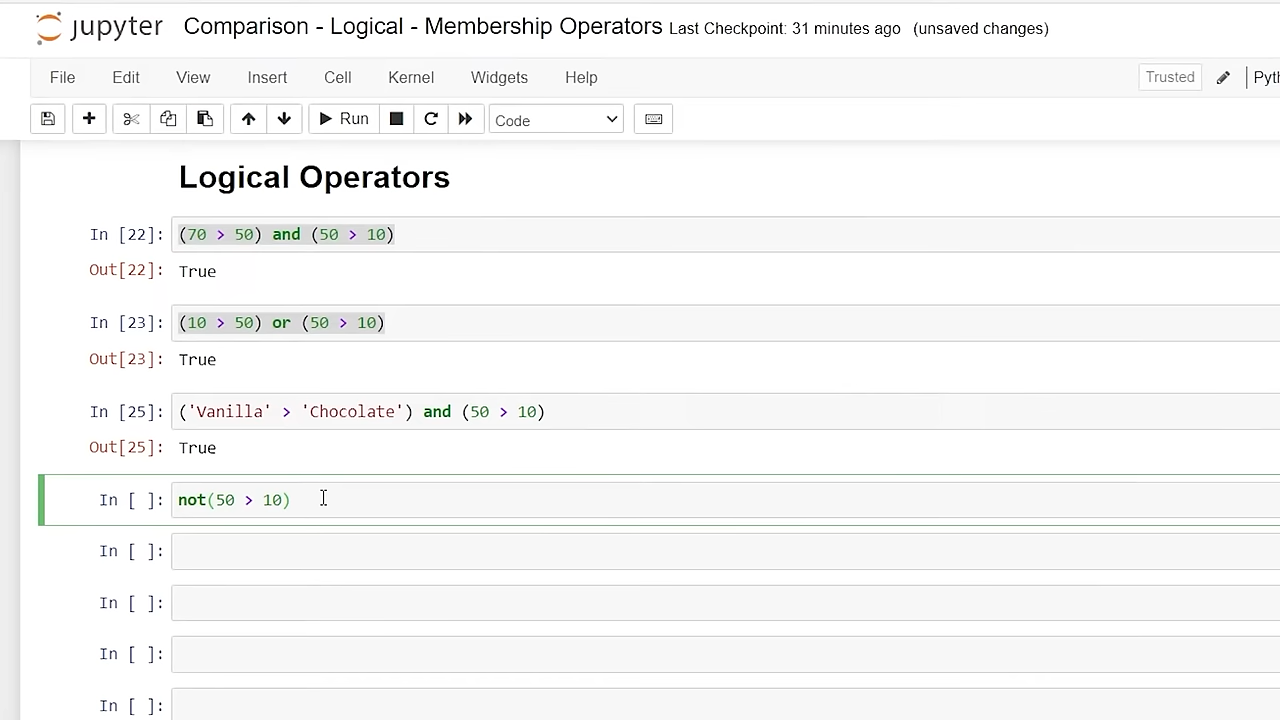 jupyter Comparison - Logical - Membership Operators Last Checkpoint: 31 minutes ago (unsaved changes)
File Edit View Insert Cell Kernel Widgets Help Trusted Pyth
Run Code
Logical Operators
In [22]: (70 > 50) and (50 > 10)
Out[22]: True
In [23]: (10 > 50) or (50 > 10)
Out[23]: True
In [25]: ('Vanilla' > 'Chocolate') and (50 > 10)
Out[25]: True
In [ ]: not(50 > 10)
In [ ]:
In [ ]:
In [ ]:
In [ ]: